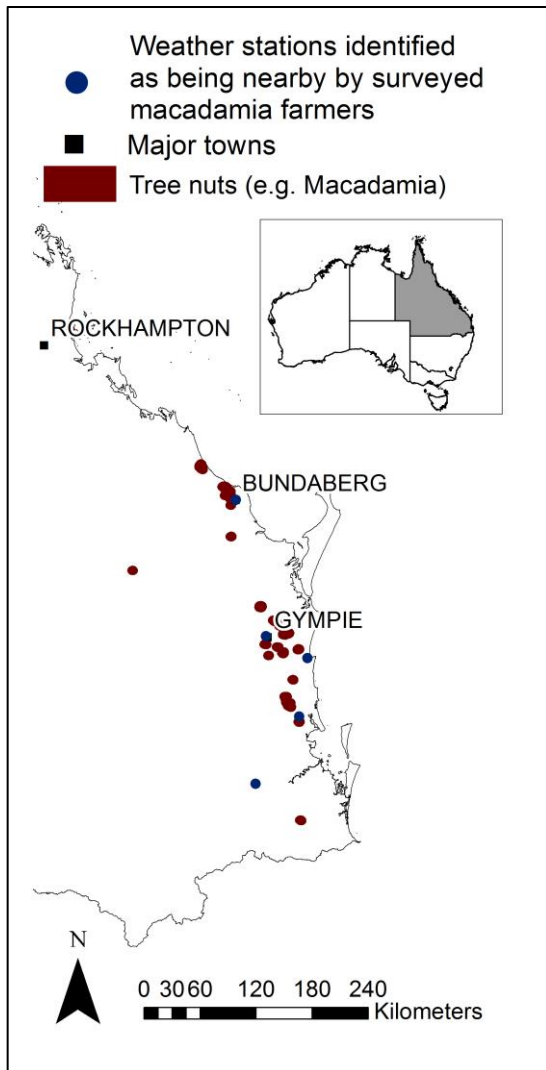 Weather stations identified
as being nearby by surveyed
macadamia farmers
Major towns
Tree nuts (e.g. Macadamia)
ROCKHAMPTON
BUNDABERG
GYMPIE
N
0 30 60 120 180 240
Kilometers